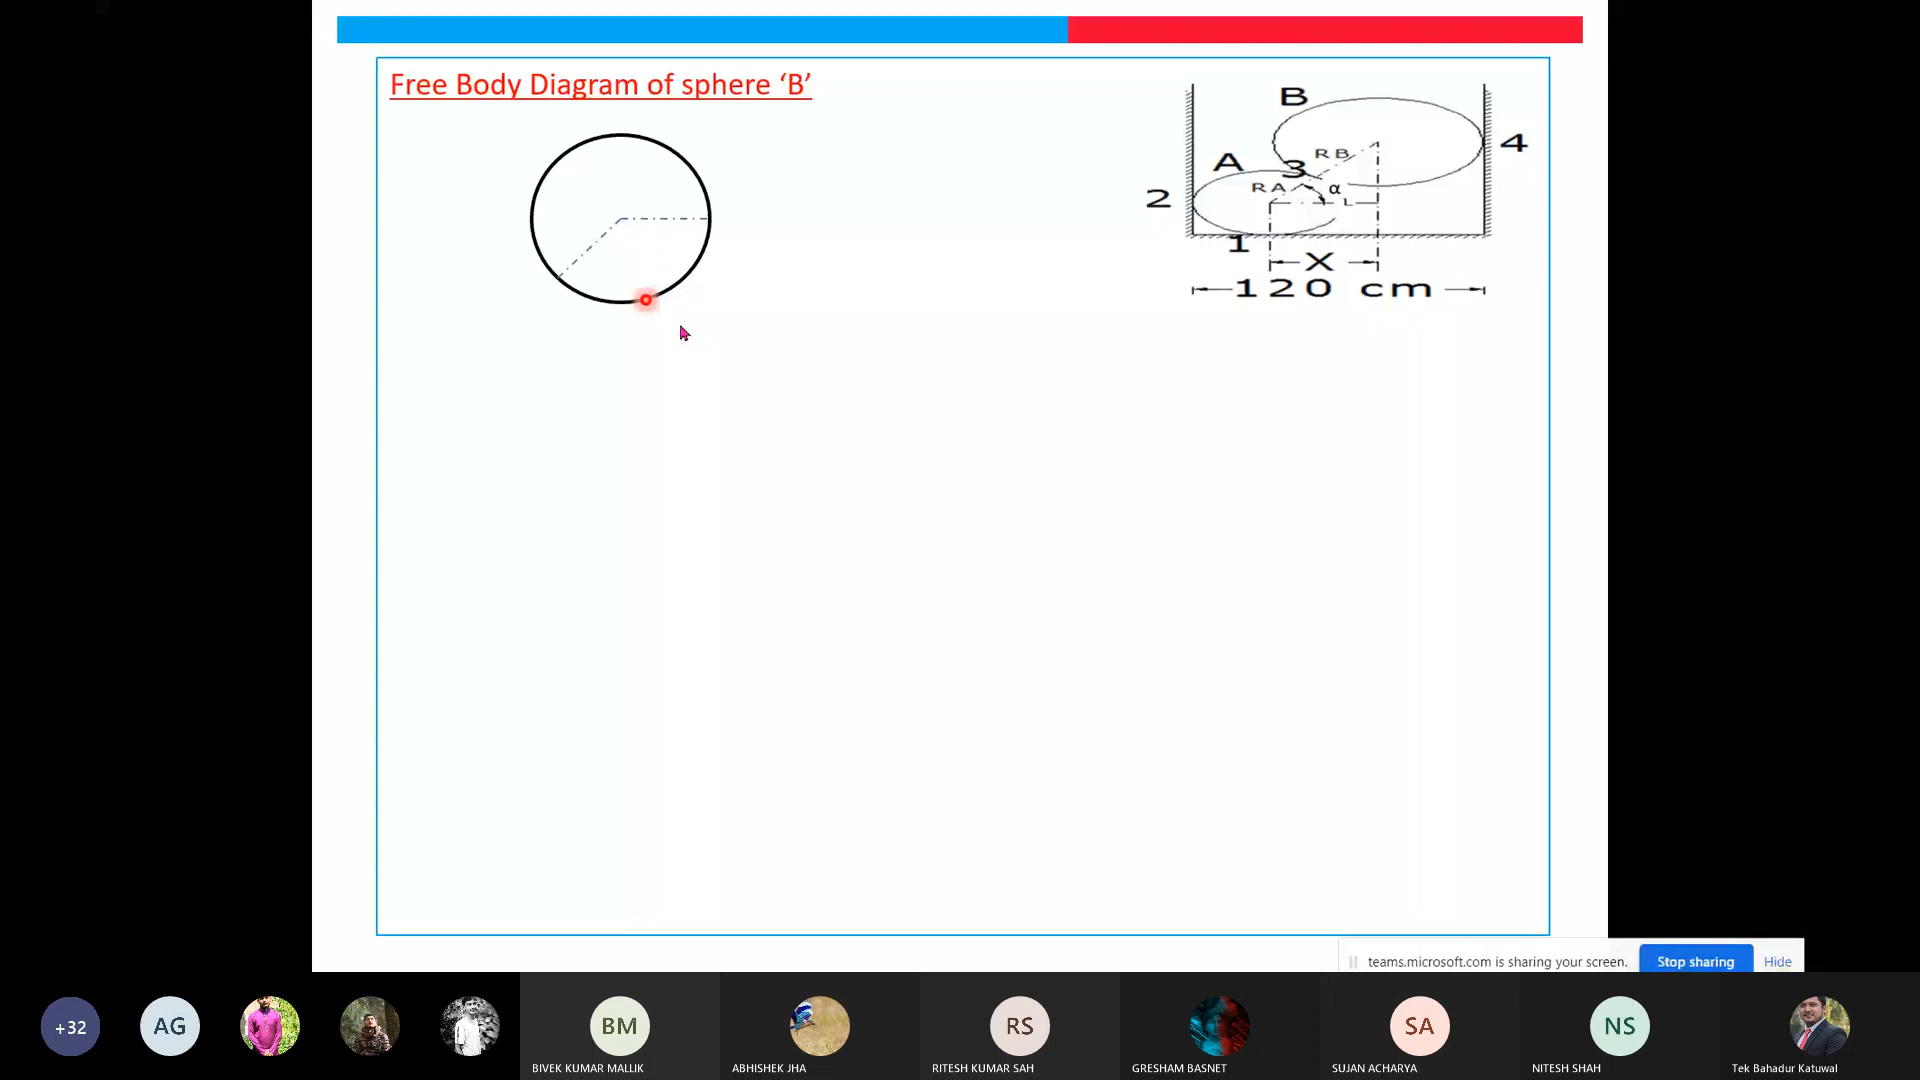 Free Body Diagram of sphere ‘B’
B
4
RB
A
3
RA
α
2
L
1
X
120 cm
teams.microsoft.com is sharing your screen.
Stop sharing
Hide
+32
AG
BM
RS
SA
NS
BIVEK KUMAR MALLIK
ABHISHEK JHA
RITESH KUMAR SAH
GRESHAM BASNET
SUJAN ACHARYA
NITESH SHAH
Tek Bahadur Katuwal